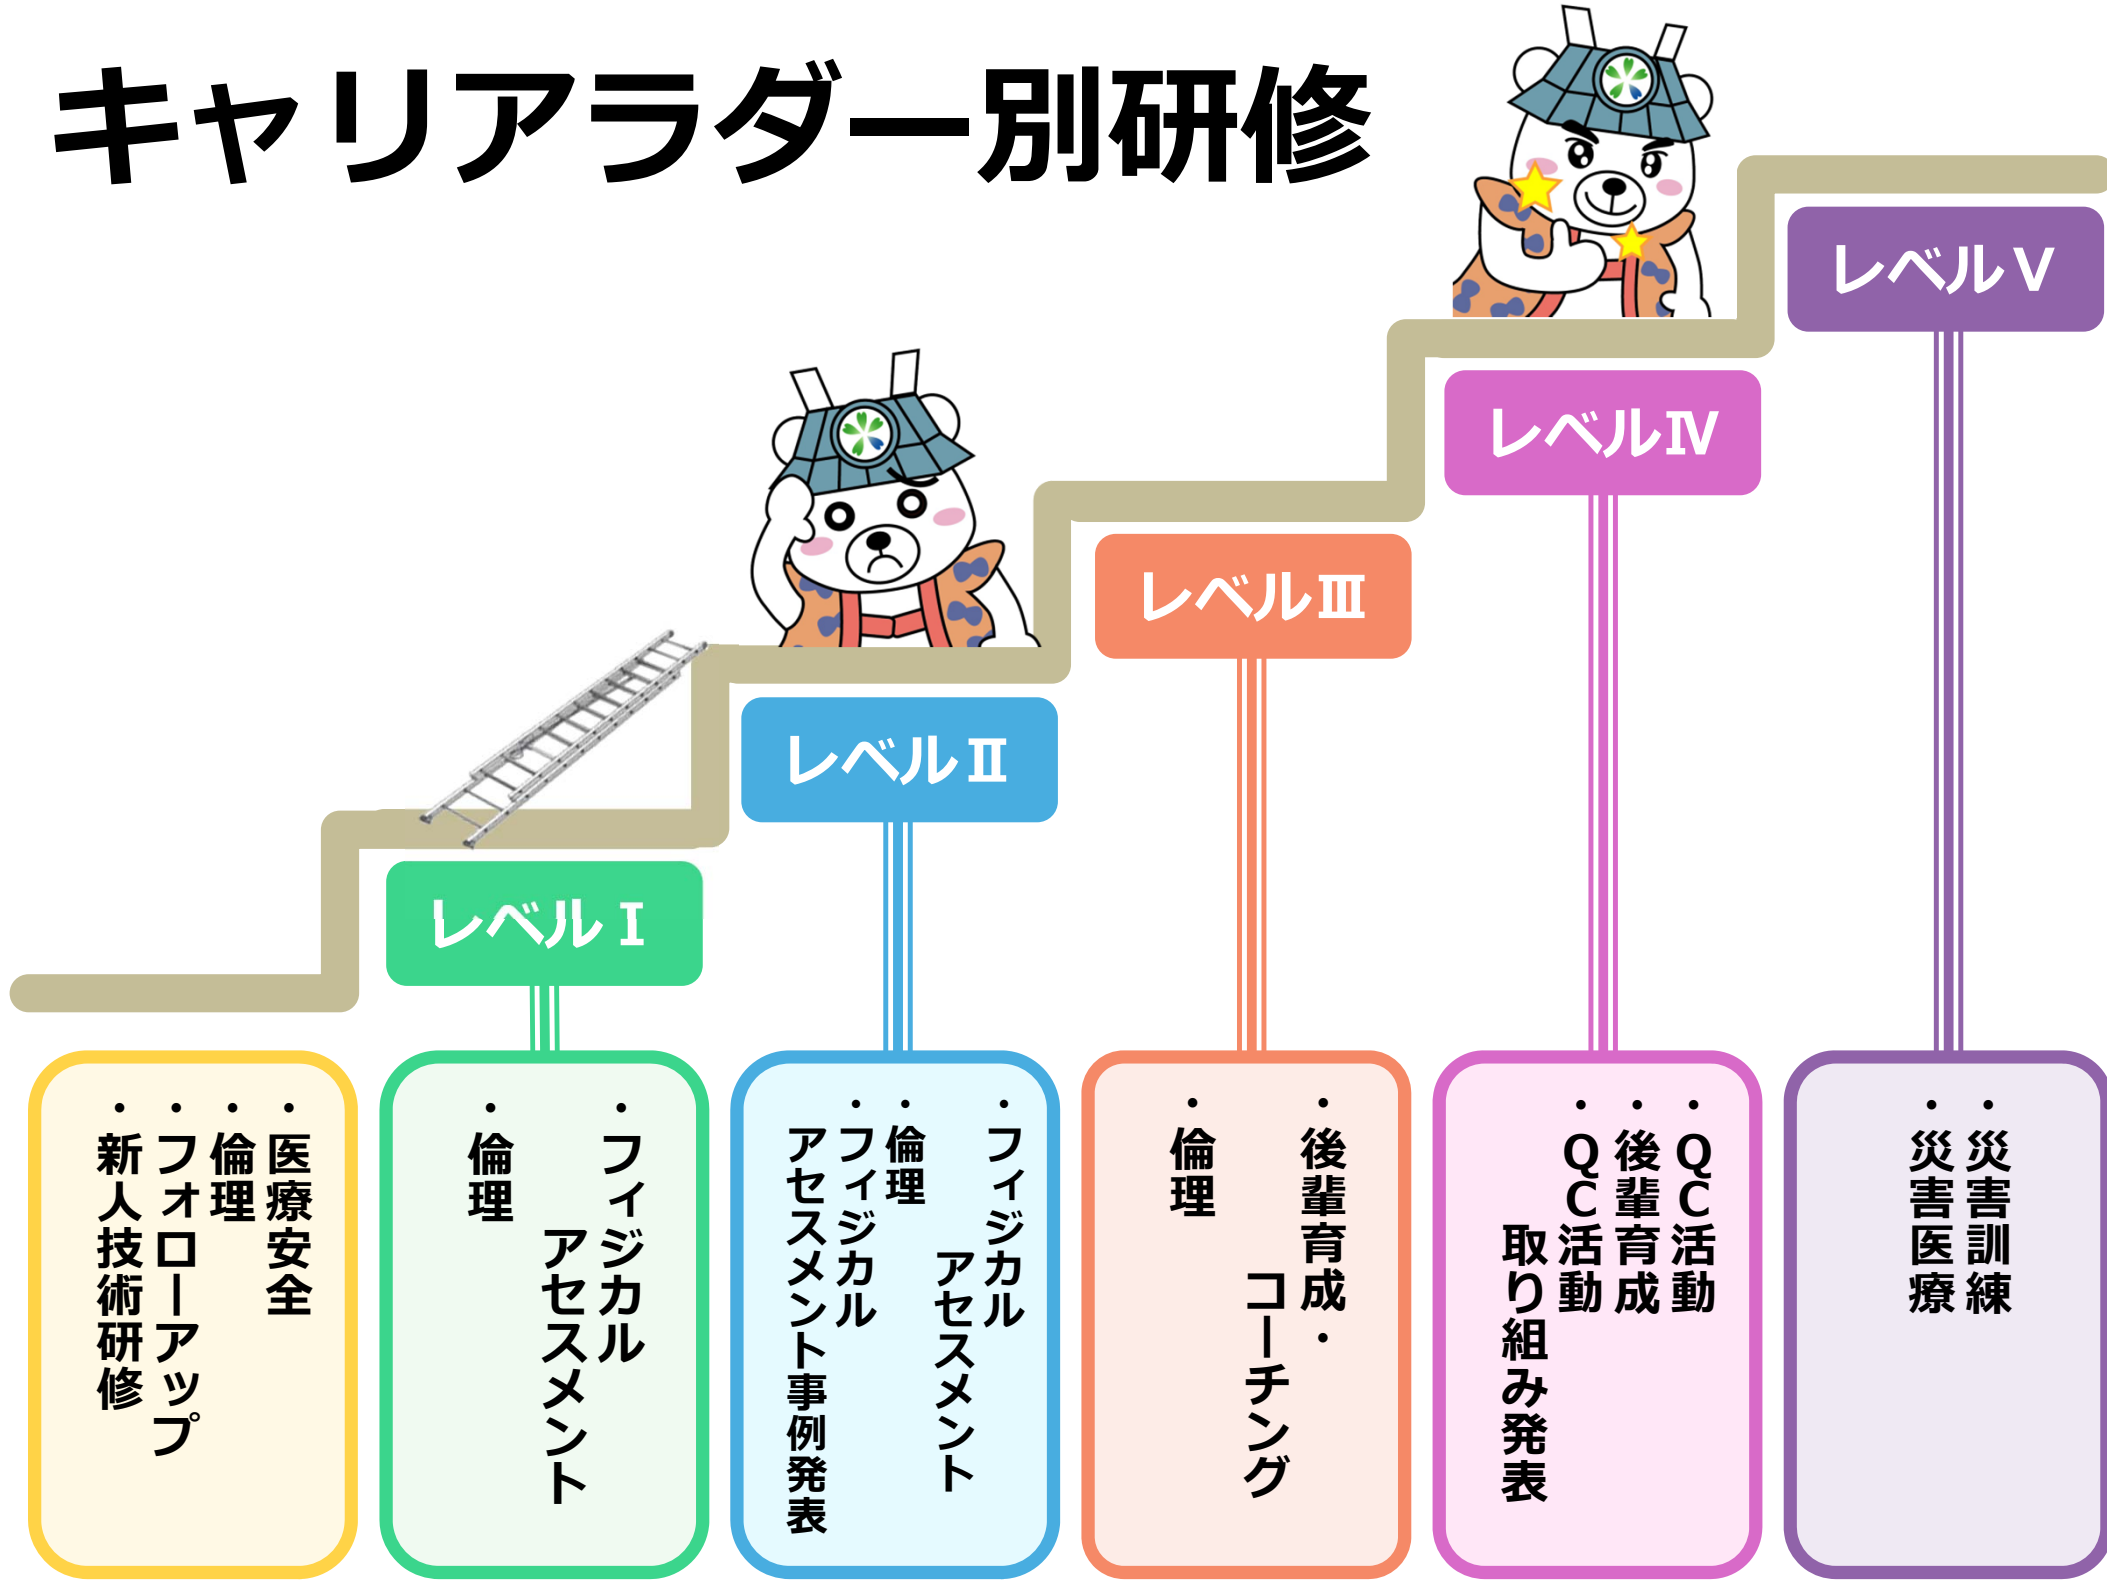 キャリアラダー別研修
レベルⅤ
レベルⅣ
レベルⅢ
レベルⅡ
レベルⅠ
・医療安全
・倫理
・フォローアップ
・新人技術研修
・フィジカル
アセスメント
・倫理
・フィジカル
アセスメント
・倫理
・フィジカル
アセスメント事例発表
・後輩育成・
コーチング
・倫理
・QC活動
・後輩育成
・QC活動
取り組み発表
・災害訓練
・災害医療